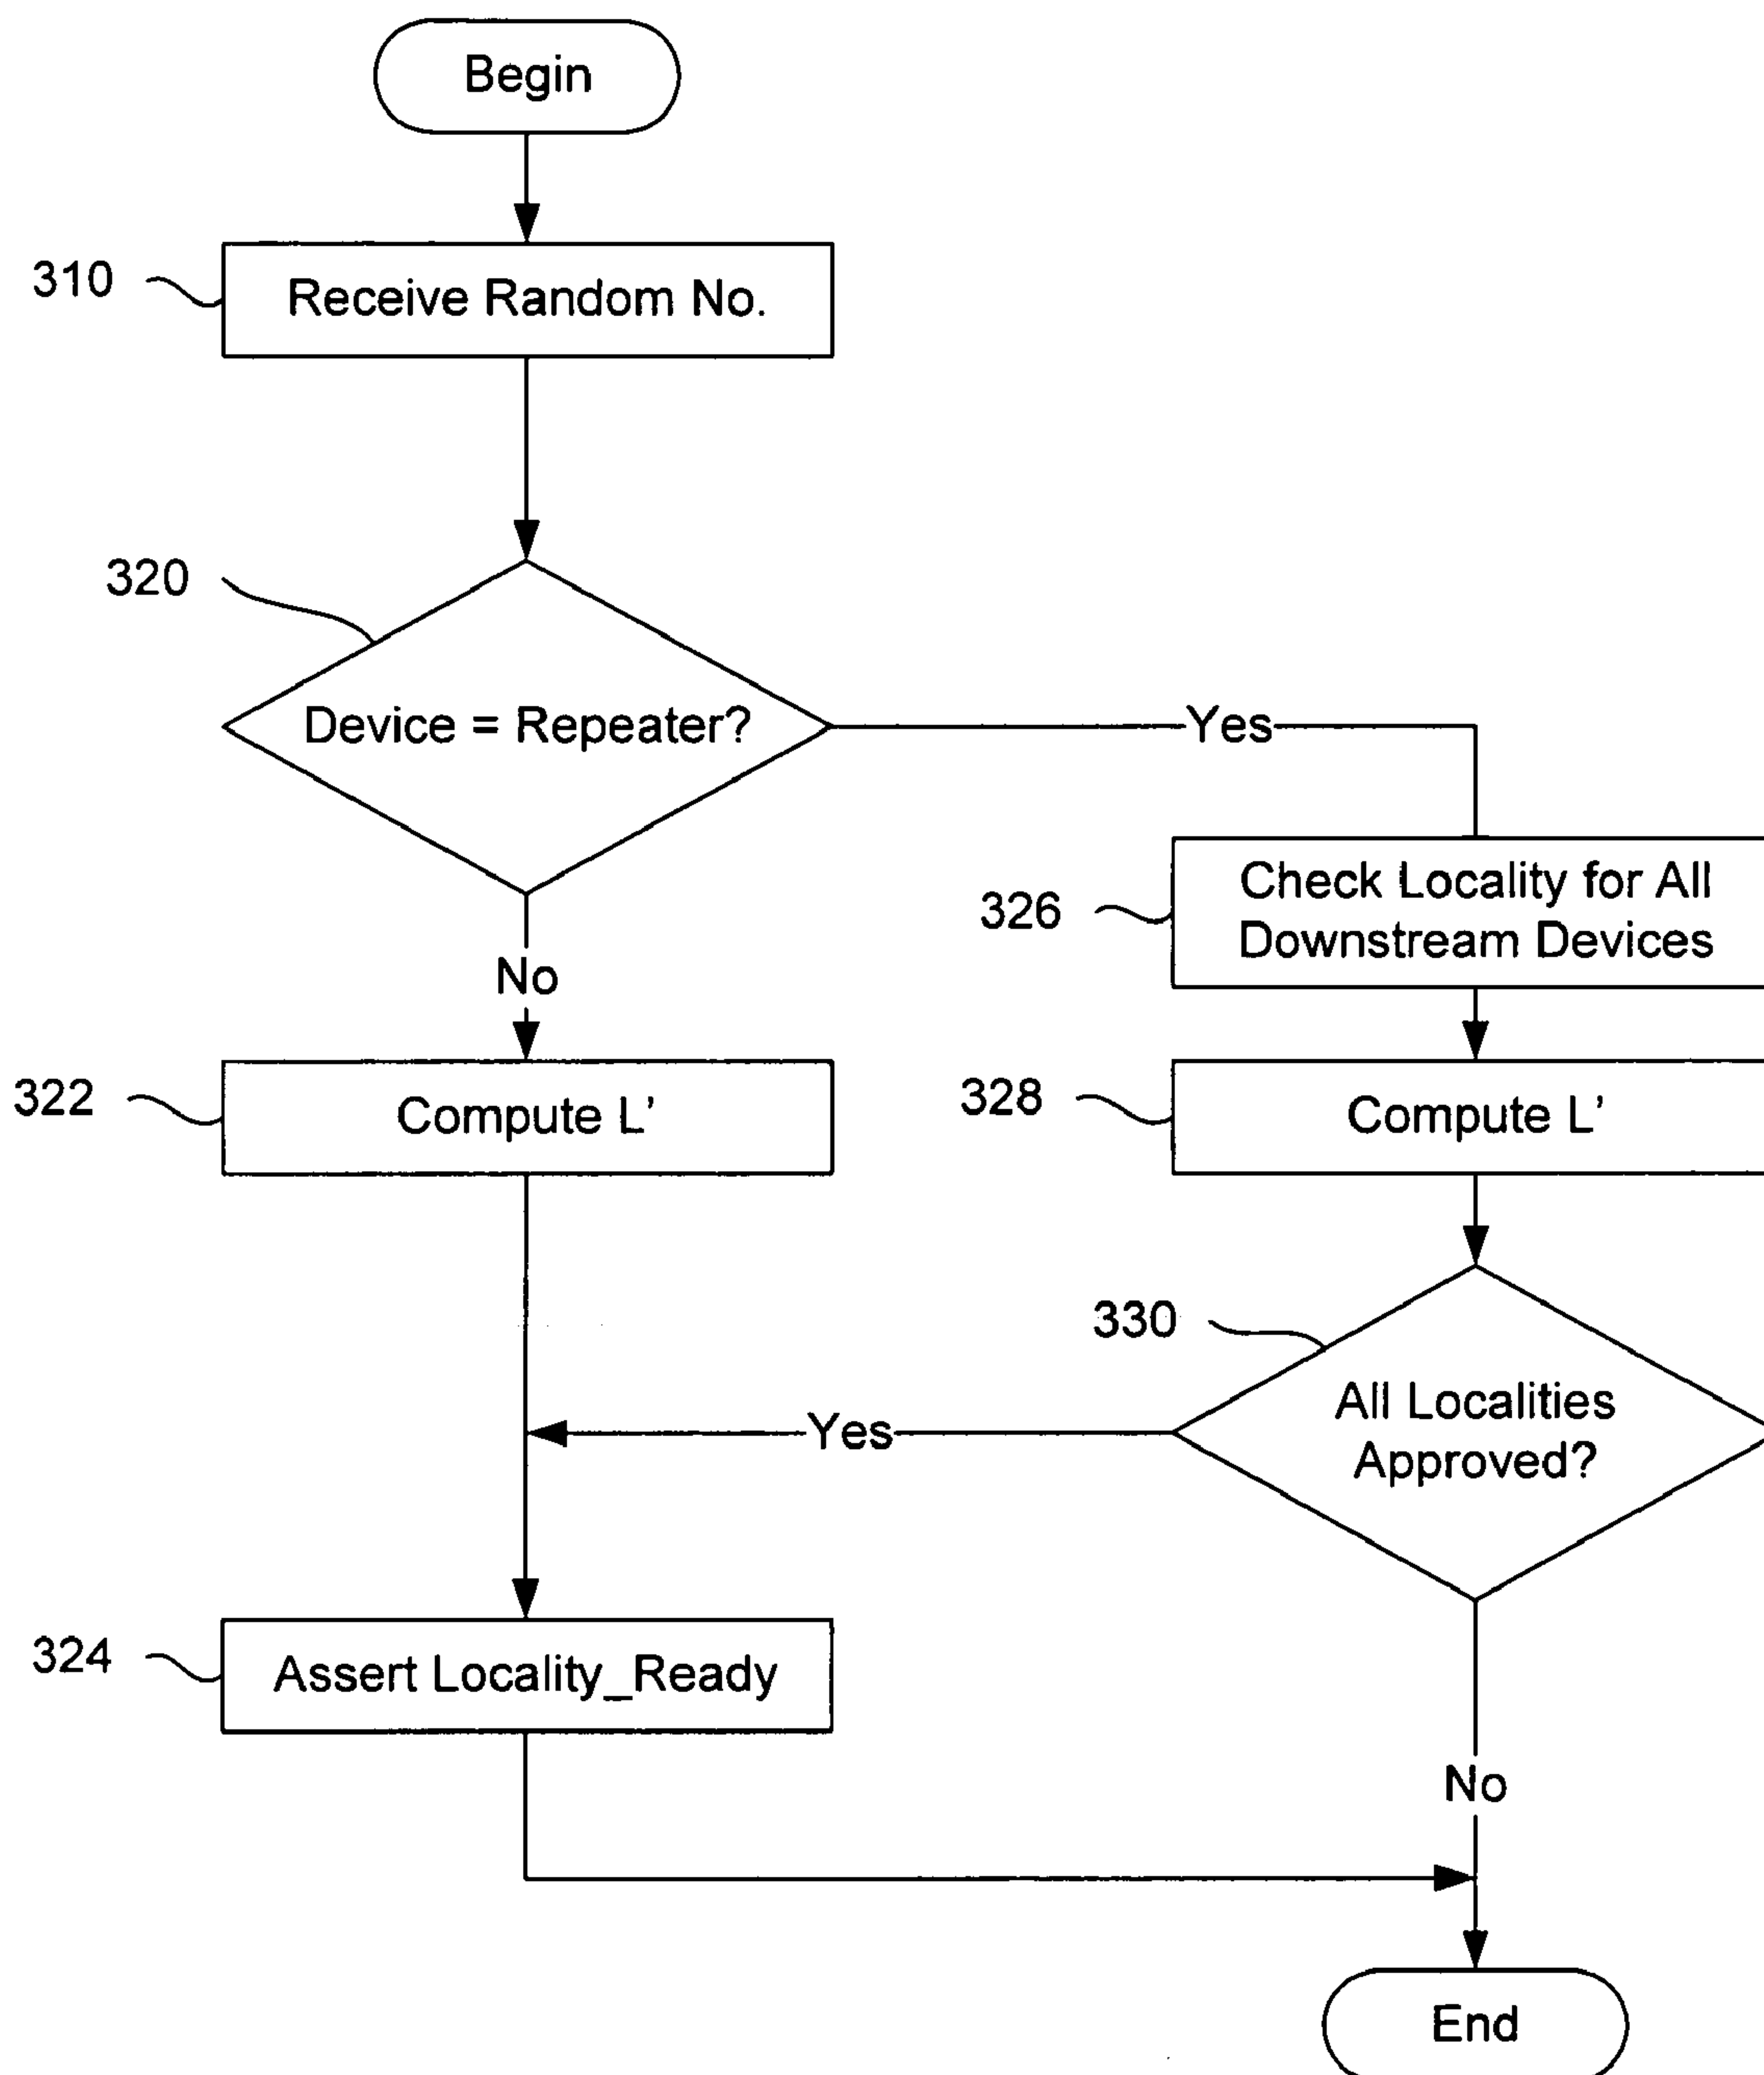 Begin
310
Receive Random No.
320
Device = Repeater?
Yes
No
326
Check Locality for All
Downstream Devices
322
Compute L’
328
Compute L’
330
All Localities
Approved?
Yes
324
Assert Locality_Ready
No
End